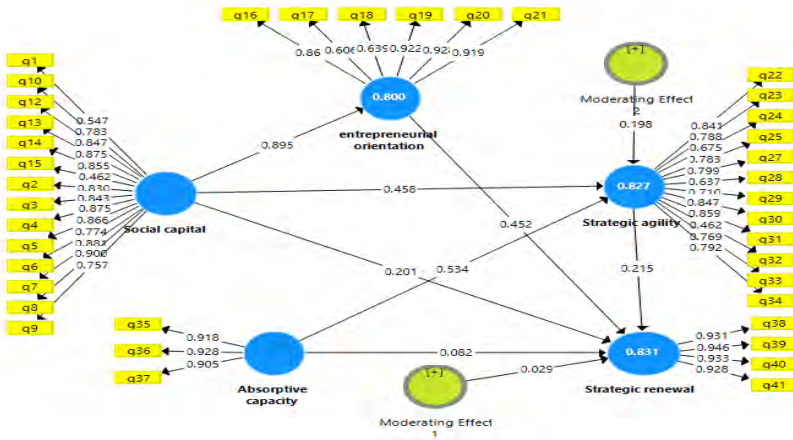 q16
q17
q18
q19
q20
q21
0.86
0.639
0.922
0.919
q1
q10
q12
q13
q14
q15
q2
q3
q4
q5
q6
q7
q8
q9
0.547
0.783
0.847
0.875
0.855
0.462
0.830
0.843
0.875
0.866
0.774
0.900
0.757
Social capital
0.895
0.800
entrepreneurial
orientation
[+]
Moderating Effect
2
0.198
0.458
0.827
Strategic agility
q22
q23
q24
q25
q27
q28
q29
q30
q31
q32
q33
q34
0.843
0.788
0.675
0.783
0.799
0.637
0.710
0.847
0.859
0.462
0.769
0.792
0.452
0.534
0.201
0.215
q35
q36
q37
0.918
0.928
0.905
Absorptive
capacity
0.082
0.029
[+]
Moderating Effect
1
0.831
Strategic renewal
0.931
0.946
0.933
0.928
q38
q39
q40
q41